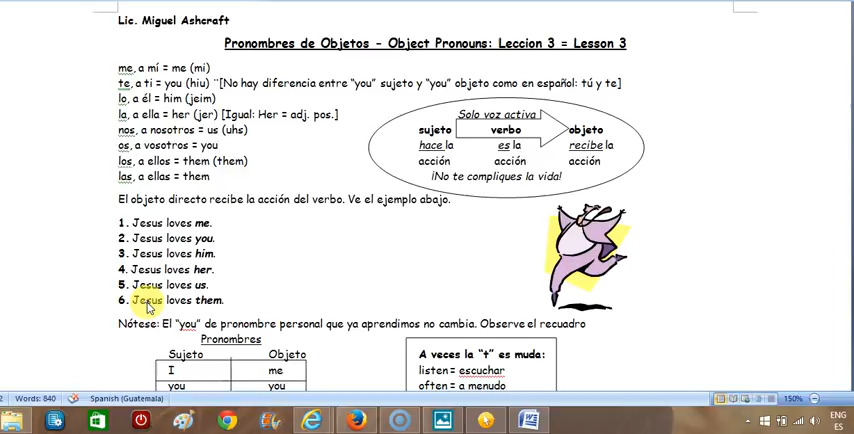 Lic. Miguel Ashcraft
Pronombres de Objetos - Object Pronouns: Leccion 3 = Lesson 3
me, a mí = me (mi)
te, a ti = you (hiu) ¨[No hay diferencia entre "you" sujeto y "you" objeto como en español: tú y te]
lo, a él = him (jeim)
la, a ella = her (jer) [Igual: Her = adj. pos.]
nos, a nosotros = us (uhs)
os, a vosotros = you
los, a ellos = them (them)
las, a ellas = them
Solo voz activa
sujeto verbo objeto
hace la es la recibe la
acción acción acción
¡No te compliques la vida!
El objeto directo recibe la acción del verbo. Ve el ejemplo abajo.
1. Jesus loves me.
2. Jesus loves you.
3. Jesus loves him.
4. Jesus loves her.
5. Jesus loves us.
6. Jesus loves them.
Nótese: El "you" de pronombre personal que ya aprendimos no cambia. Observe el recuadro
Pronombres
Sujeto Objeto
I me
you you
A veces la "t" es muda:
listen = escuchar
often = a menudo
2 Words: 840 Spanish (Guatemala) 150%
ENG
ES